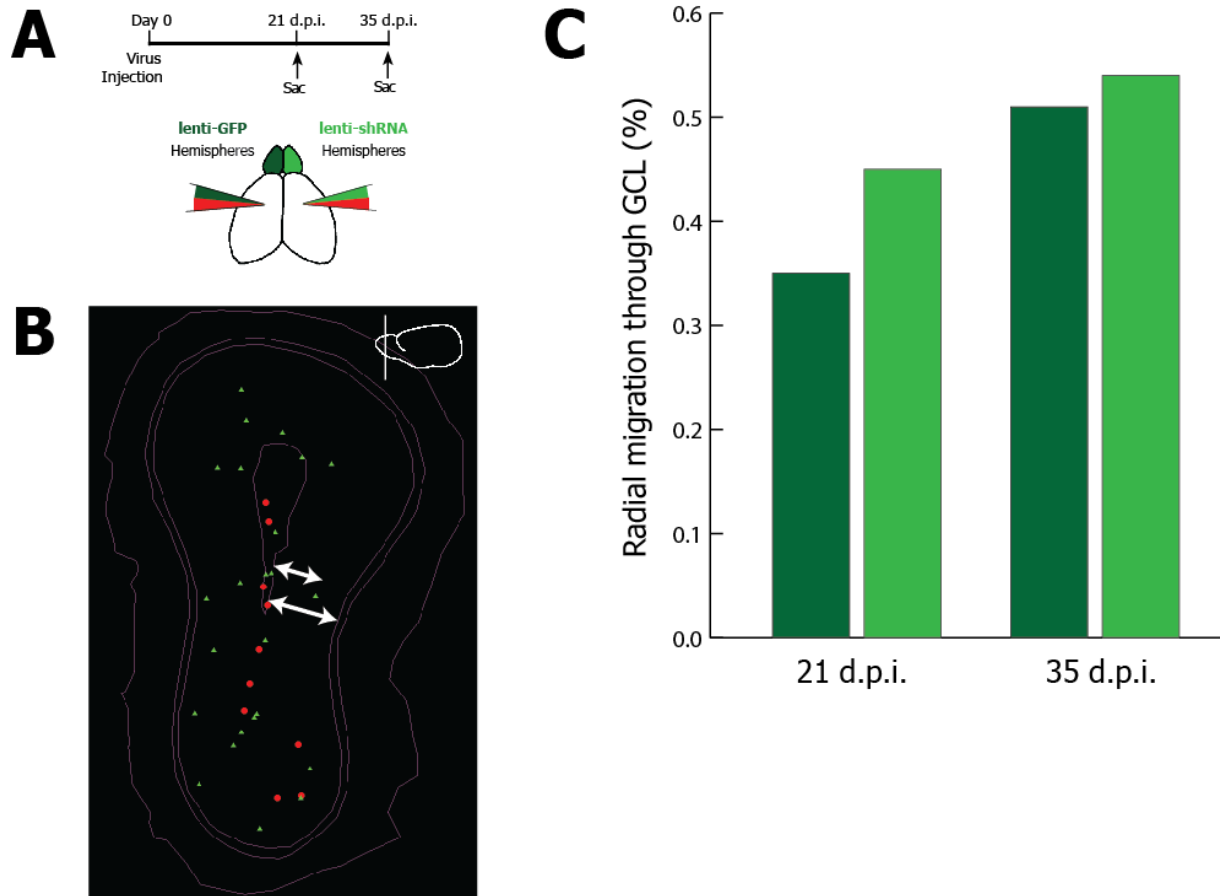 A
Day 0 21 d.p.i. 35 d.p.i.
Virus
Injection
Sac Sac
lenti-GFP lenti-shRNA
Hemispheres Hemispheres
B
C
Radial migration through GCL (%)
0.6
0.5
0.4
0.3
0.2
0.1
0.0
21 d.p.i. 35 d.p.i.